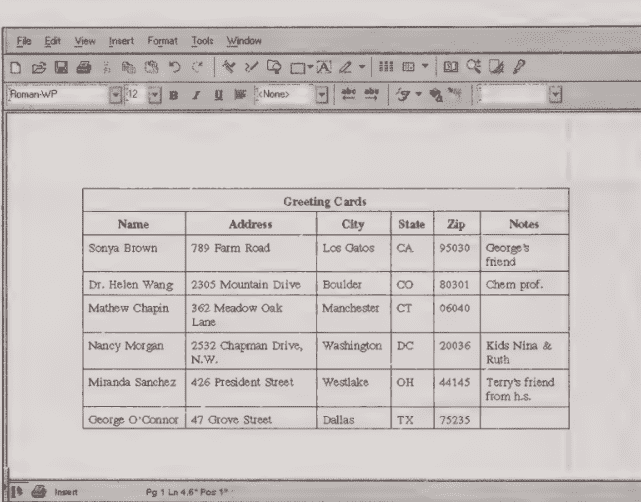 File Edit View Insert Format Tools Window
Roman-WP 12 B I U <None> abc abc
Greeting Cards
Name Address City State Zip Notes
Sonya Brown 789 Farm Road Los Gatos CA 95030 George's
friend
Dr. Helen Wang 2305 Mountain Drive Boulder CO 80301 Chem prof.
Mathew Chapin 362 Meadow Oak Manchester CT 06040
Lane
Nancy Morgan 2532 Chapman Drive, Washington DC 20036 Kids Nina &
N.W. Ruth
Miranda Sanchez 426 President Street Westlake OH 44145 Terry's friend
from h.s.
George O'Connor 47 Grove Street Dallas TX 75235
Insert Pg 1 Ln 4.6" Pos 1"